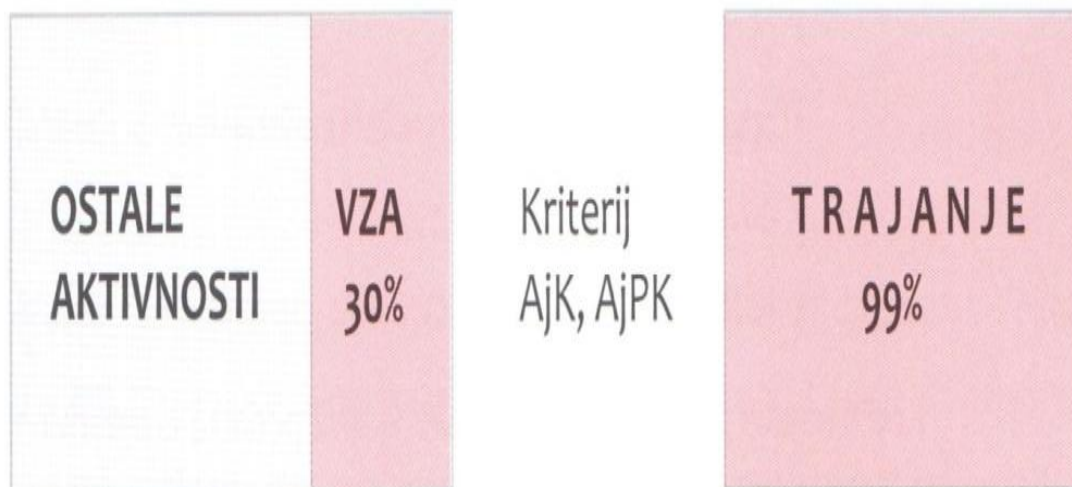 OSTALE
AKTIVNOSTI
VZA
30%
Kriterij
AjK, AjPK
TRAJANJE
99%